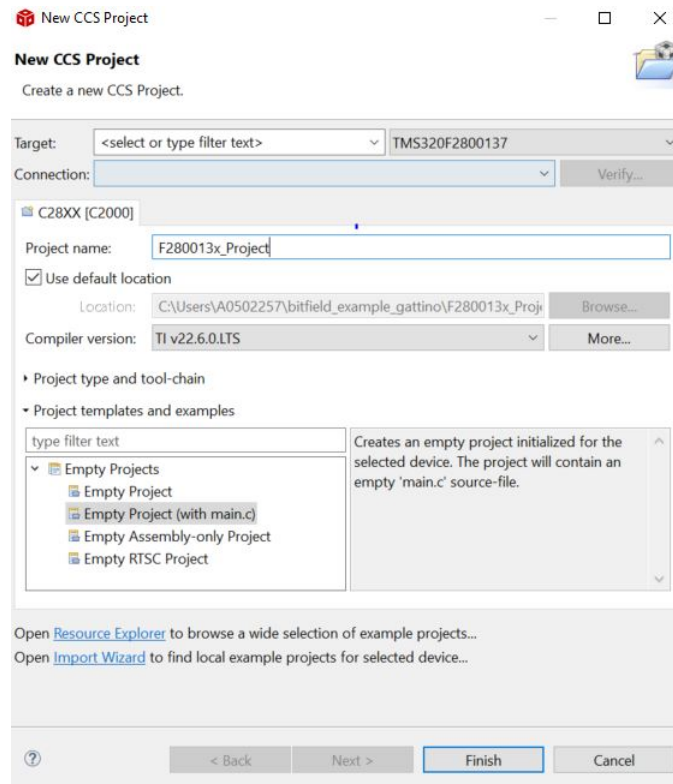 New CCS Project
New CCS Project
Create a new CCS Project.
Target: <select or type filter text> TMS320F2800137
Connection: Verify...
C28XX [C2000]
Project name: F280013x_Project
Use default location
Location: C:\Users\A0502257\bitfield_example_gattino\F280013x_Proje Browse...
Compiler version: TI v22.6.0.LTS More...
Project type and tool-chain
Project templates and examples
type filter text
Empty Projects
Empty Project
Empty Project (with main.c)
Empty Assembly-only Project
Empty RTSC Project
Creates an empty project initialized for the
selected device. The project will contain an
empty 'main.c' source-file.
Open Resource Explorer to browse a wide selection of example projects...
Open Import Wizard to find local example projects for selected device...
? < Back Next > Finish Cancel